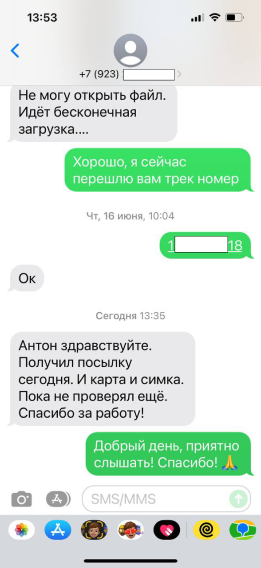 13:53
+7 (923)
Не могу открыть файл.
Идёт бесконечная
загрузка....
Хорошо, я сейчас
перешлю вам трек номер
Чт, 16 июня, 10:04
1 18
Ок
Сегодня 13:35
Антон здравствуйте.
Получил посылку
сегодня. И карта и симка.
Пока не проверял ещё.
Спасибо за работу!
Добрый день, приятно
слышать! Спасибо! 🙏
SMS/MMS